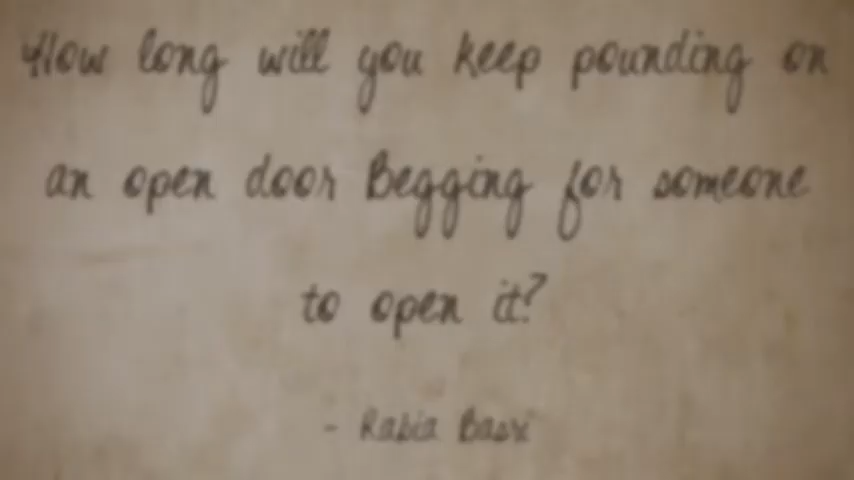 How long will you keep pounding on
an open door Begging for someone
to open it?
- Rabia Basri